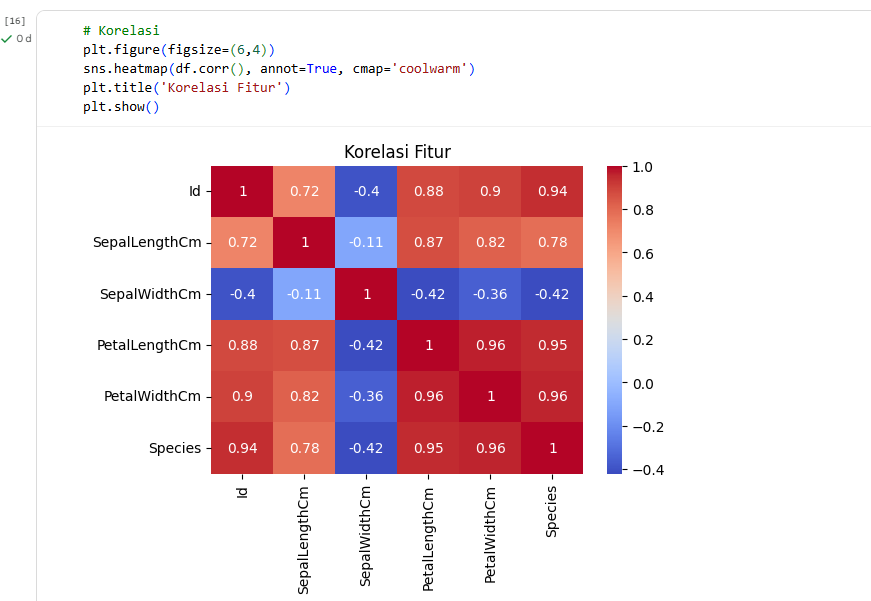 [16]
0 d
# Korelasi
plt.figure(figsize=(6,4))
sns.heatmap(df.corr(), annot=True, cmap='coolwarm')
plt.title('Korelasi Fitur')
plt.show()
Korelasi Fitur
Id 1 0.72 -0.4 0.88 0.9 0.94
SepalLengthCm 0.72 1 -0.11 0.87 0.82 0.78
SepalWidthCm -0.4 -0.11 1 -0.42 -0.36 -0.42
PetalLengthCm 0.88 0.87 -0.42 1 0.96 0.95
PetalWidthCm 0.9 0.82 -0.36 0.96 1 0.96
Species 0.94 0.78 -0.42 0.95 0.96 1
Id
SepalLengthCm
SepalWidthCm
PetalLengthCm
PetalWidthCm
Species
1.0
0.8
0.6
0.4
0.2
0.0
−0.2
−0.4